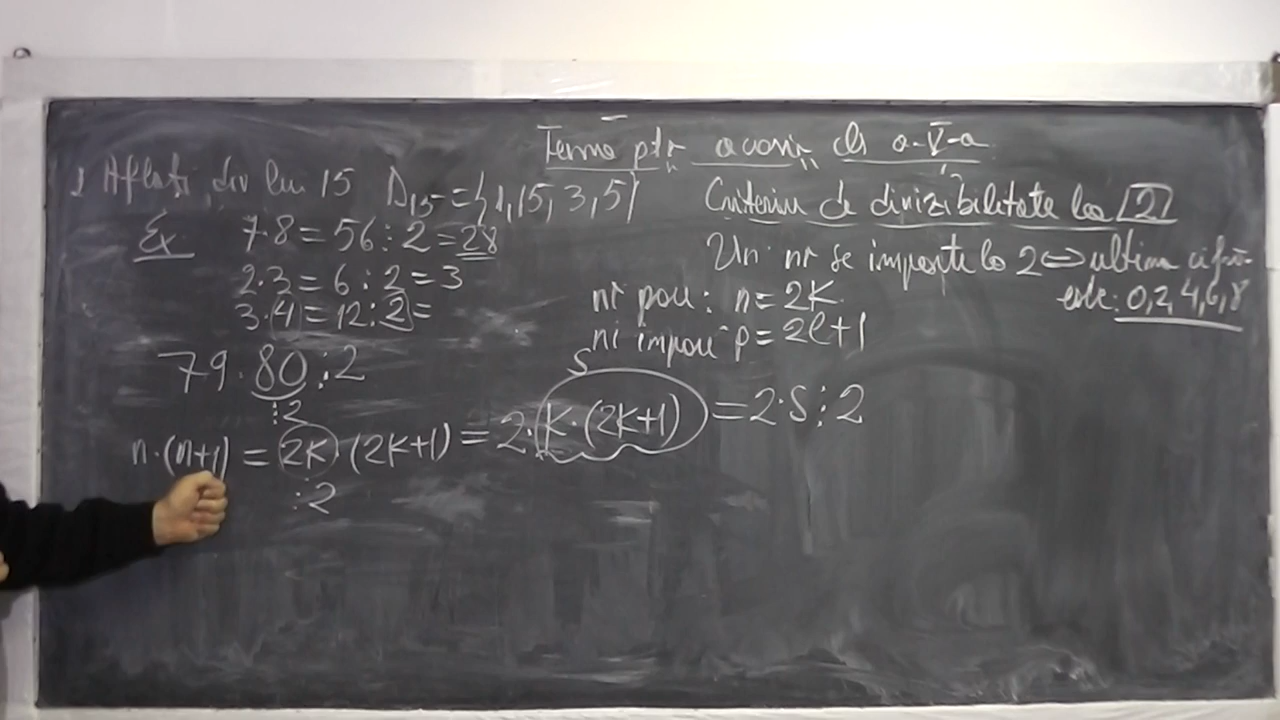 Tema ptr avansi cls a-V-a
1 Aflati div lui 15 D15 = {1, 15, 3, 5}
Ex 7·8 = 56 : 2 = 28
2·3 = 6 : 2 = 3
3·4 = 12 : 2 =
79·80 ⋮ 2
⋮ 2
n·(n+1) = 2K·(2K+1) = 2·K·(2K+1) = 2·S ⋮ 2
⋮ 2
S
Criteriu de divizibilitate la 2
Un nr se imparte la 2 <=> ultima cifră
este: 0, 2, 4, 6, 8
nr par: n = 2K
nr impar p = 2l+1